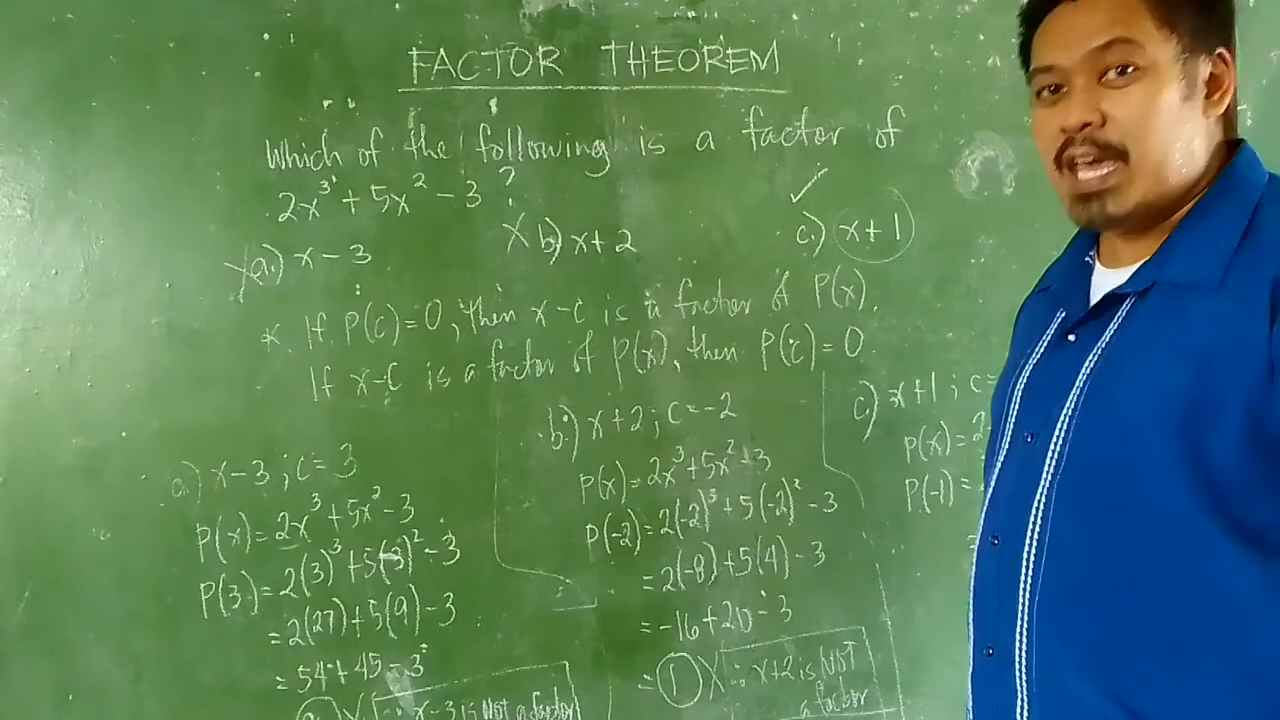 FACTOR THEOREM
Which of the following is a factor of
2x³ + 5x² - 3 ?
X a.) x - 3
X b) x + 2
✓ c.) x + 1
* If P(c) = 0, then x - c is a factor of P(x).
If x - c is a factor of P(x), then P(c) = 0
a.) x - 3 ; c = 3
P(x) = 2x³ + 5x² - 3
P(3) = 2(3)³ + 5(3)² - 3
= 2(27) + 5(9) - 3
= 54 + 45 - 3
∴ x - 3 is NOT a factor
b.) x + 2 ; c = -2
P(x) = 2x³ + 5x² + 3
P(-2) = 2(-2)³ + 5(-2)² - 3
= 2(-8) + 5(4) - 3
= -16 + 20 - 3
= 1 X ∴ x + 2 is NOT
a factor
c.) x + 1 ; c =
P(x) =
P(-1) =
=